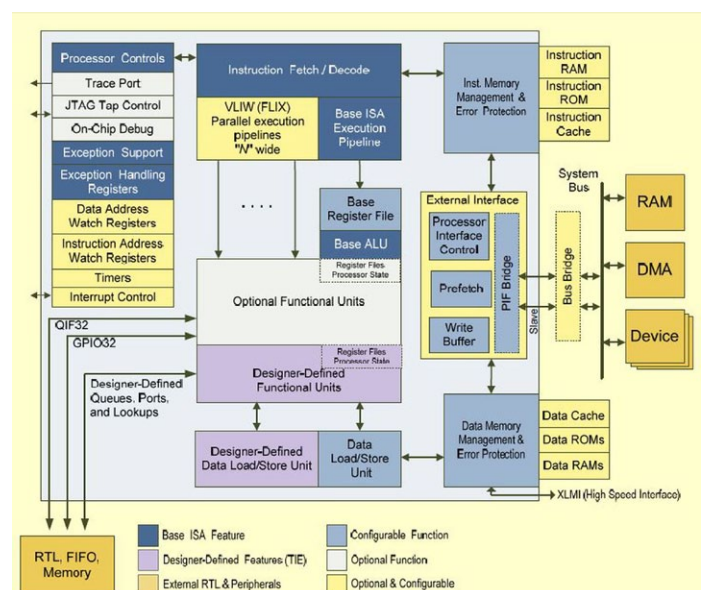 Processor Controls
Trace Port
JTAG Tap Control
On-Chip Debug
Exception Support
Exception Handling
Registers
Data Address
Watch Registers
Instruction Address
Watch Registers
Timers
Interrupt Control
Instruction Fetch / Decode
VLIW (FLIX)
Parallel execution
pipelines
"N" wide
Base ISA
Execution
Pipeline
. . . .
Base
Register File
Base ALU
Register Files
Processor State
Optional Functional Units
Register Files
Processor State
Designer-Defined
Functional Units
Designer-Defined
Data Load/Store Unit
Data
Load/Store
Unit
Inst. Memory
Management &
Error Protection
Instruction
RAM
Instruction
ROM
Instruction
Cache
External Interface
Processor
Interface
Control
Prefetch
Write
Buffer
PIF Bridge
Slave
Bus Bridge
System
Bus
RAM
DMA
Device
Data Memory
Management &
Error Protection
Data Cache
Data ROMs
Data RAMs
XLMI (High Speed Interface)
QIF32
GPIO32
Designer-Defined
Queues, Ports,
and Lookups
RTL, FIFO,
Memory
Base ISA Feature
Designer-Defined Features (TIE)
External RTL & Peripherals
Configurable Function
Optional Function
Optional & Configurable